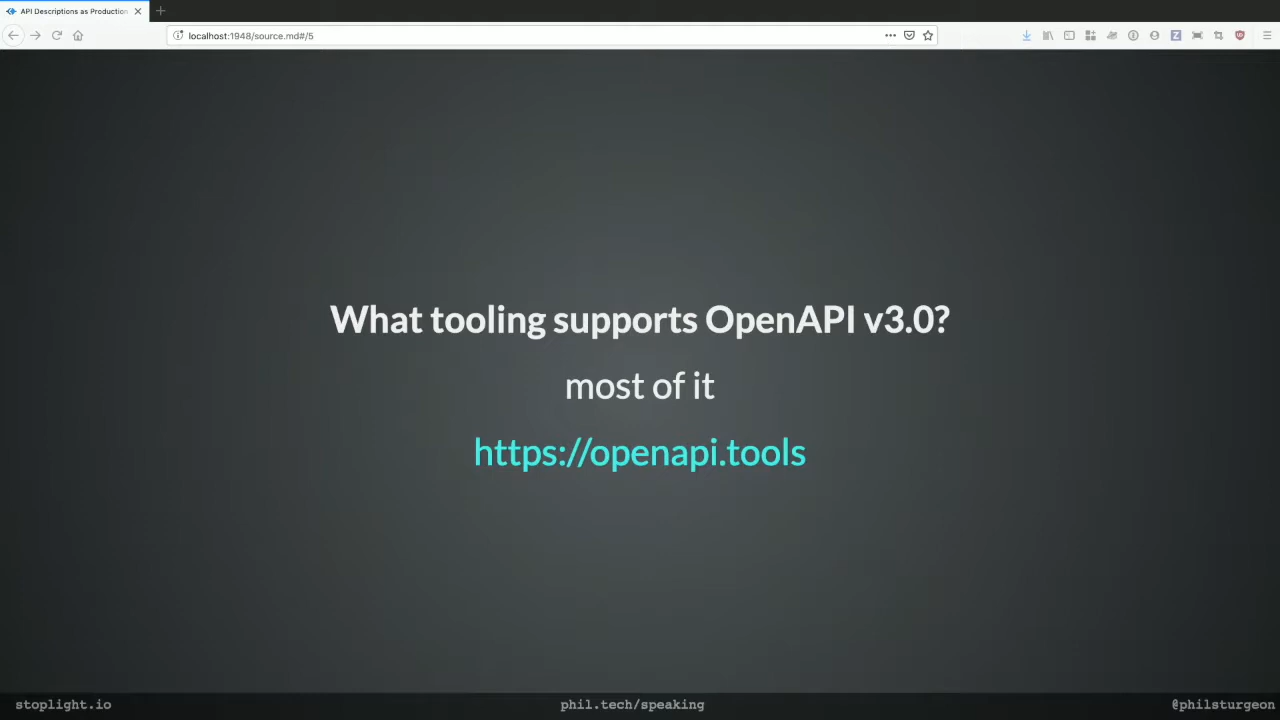 API Descriptions as Production
localhost:1948/source.md#/5
What tooling supports OpenAPI v3.0?
most of it
https://openapi.tools
stoplight.io
phil.tech/speaking
@philsturgeon